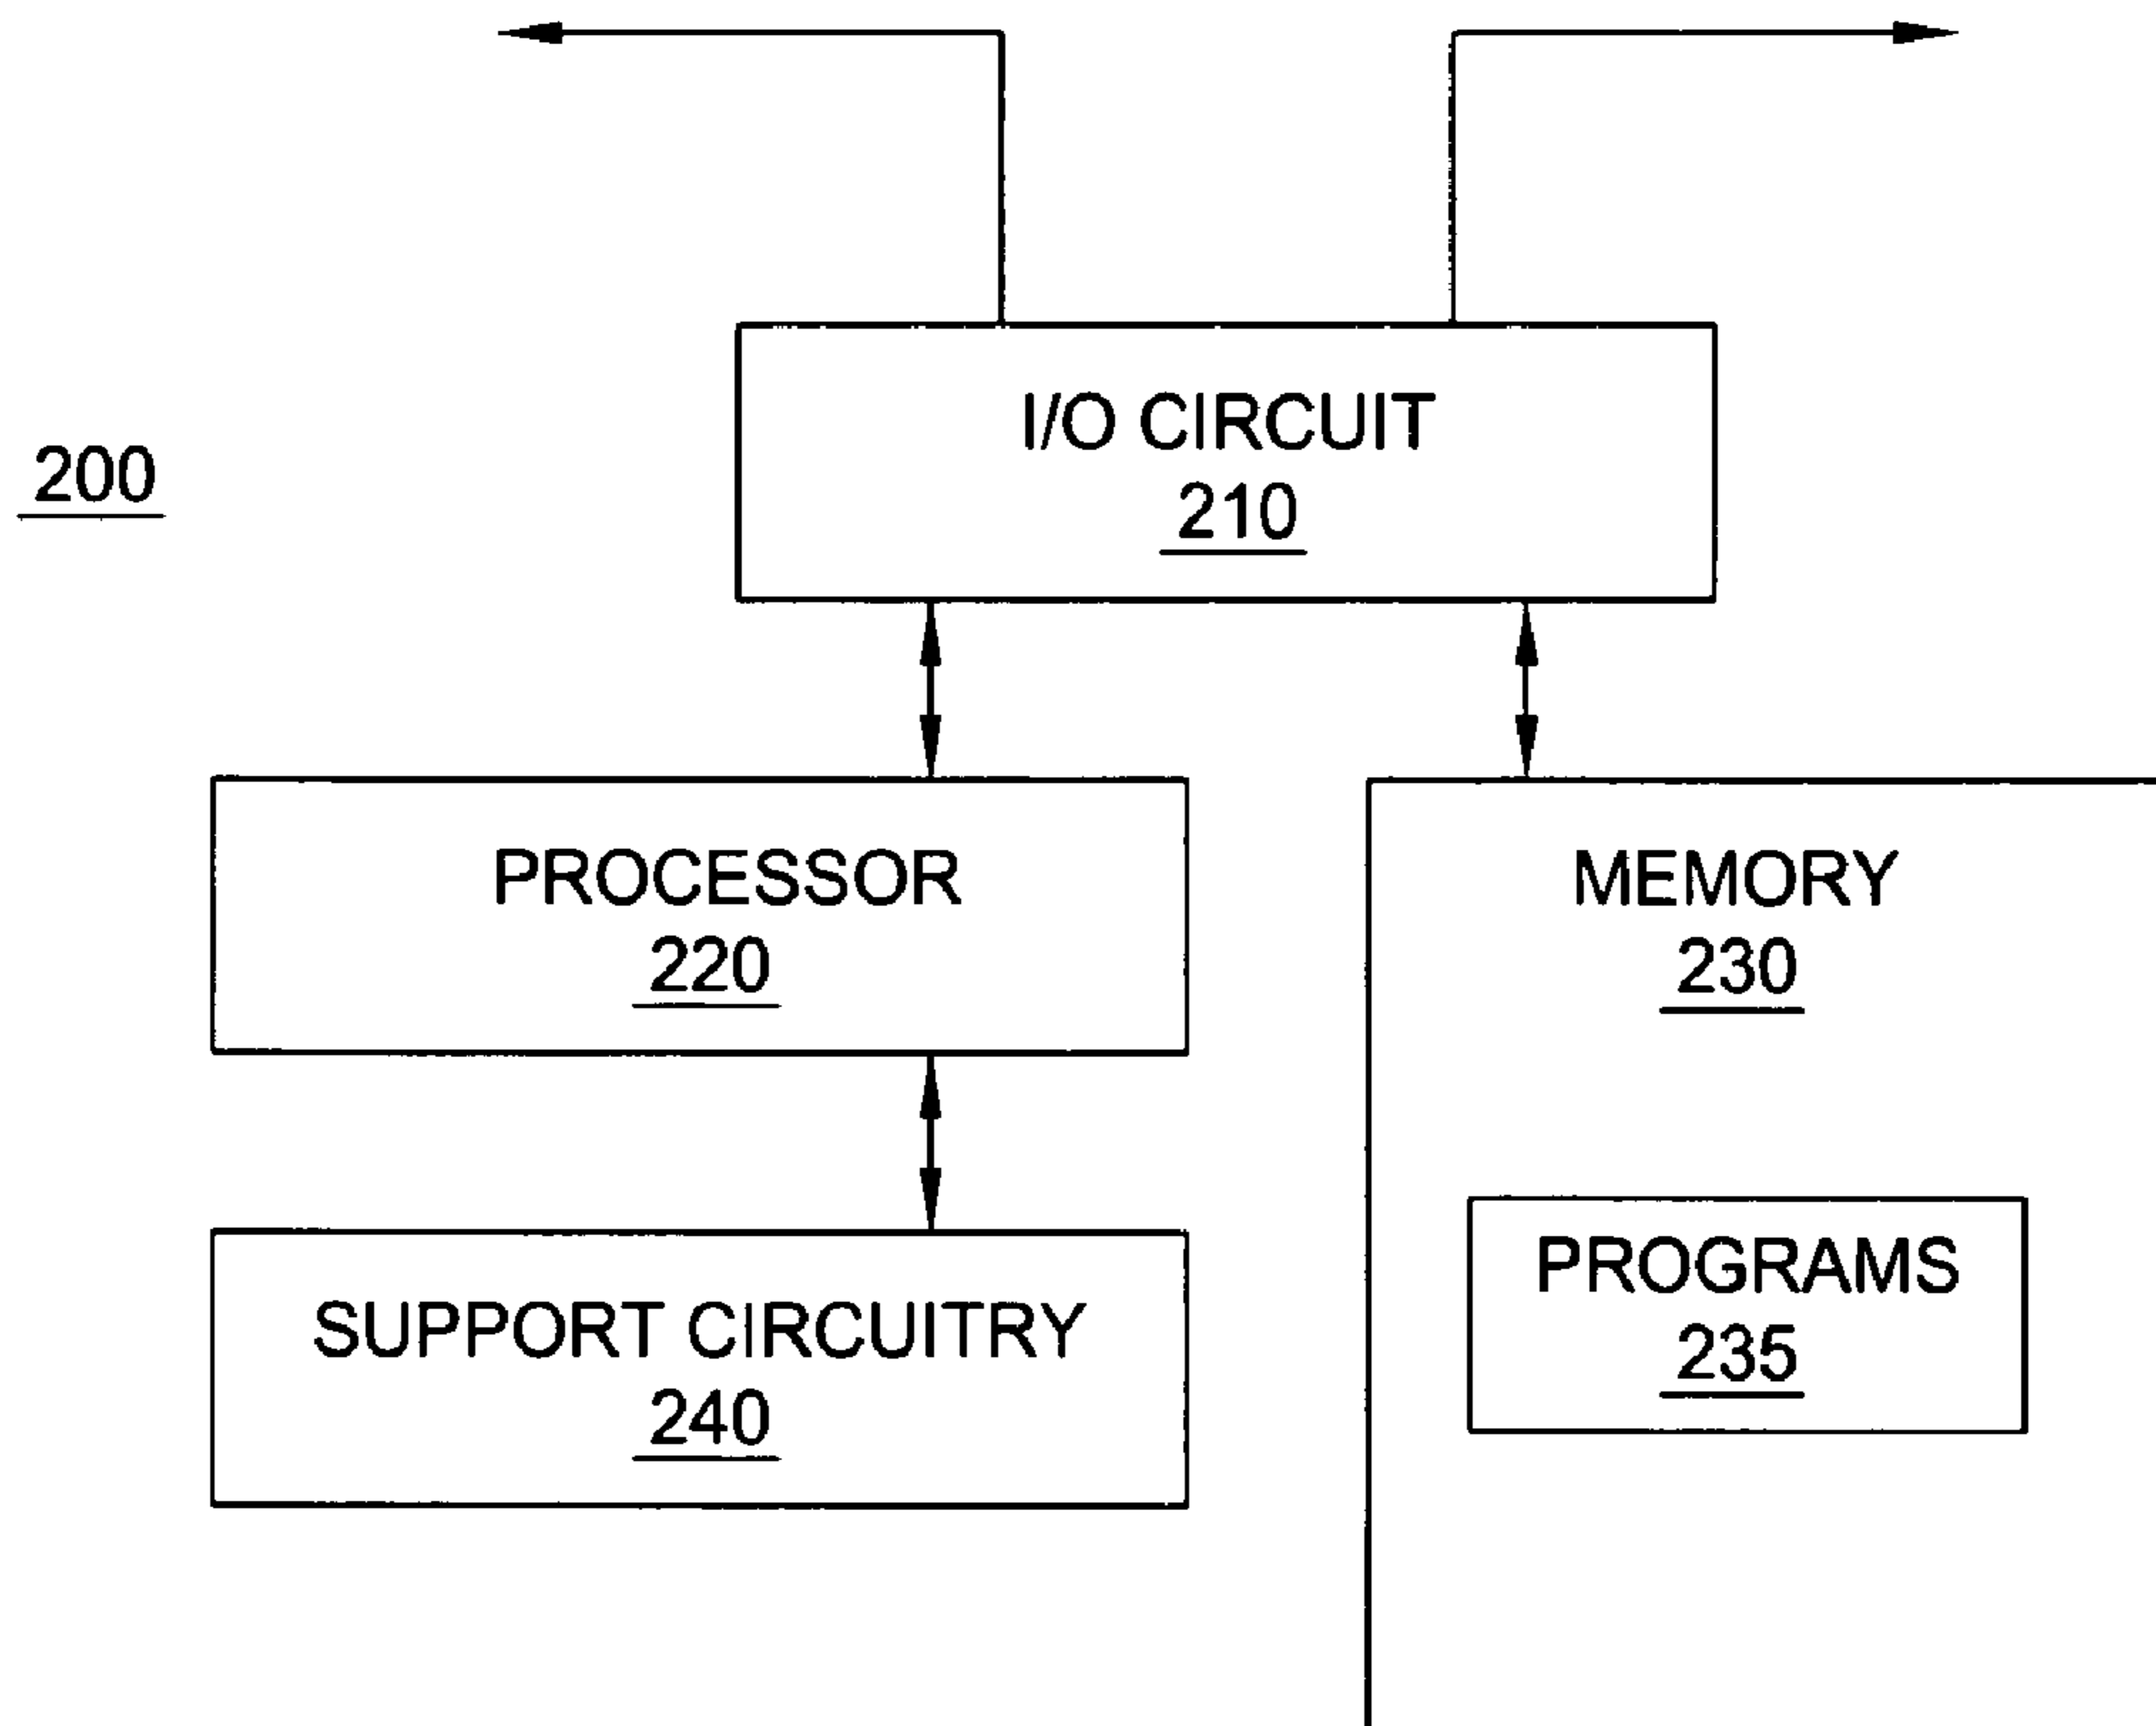 200
I/O CIRCUIT
210
PROCESSOR
220
MEMORY
230
SUPPORT CIRCUITRY
240
PROGRAMS
235